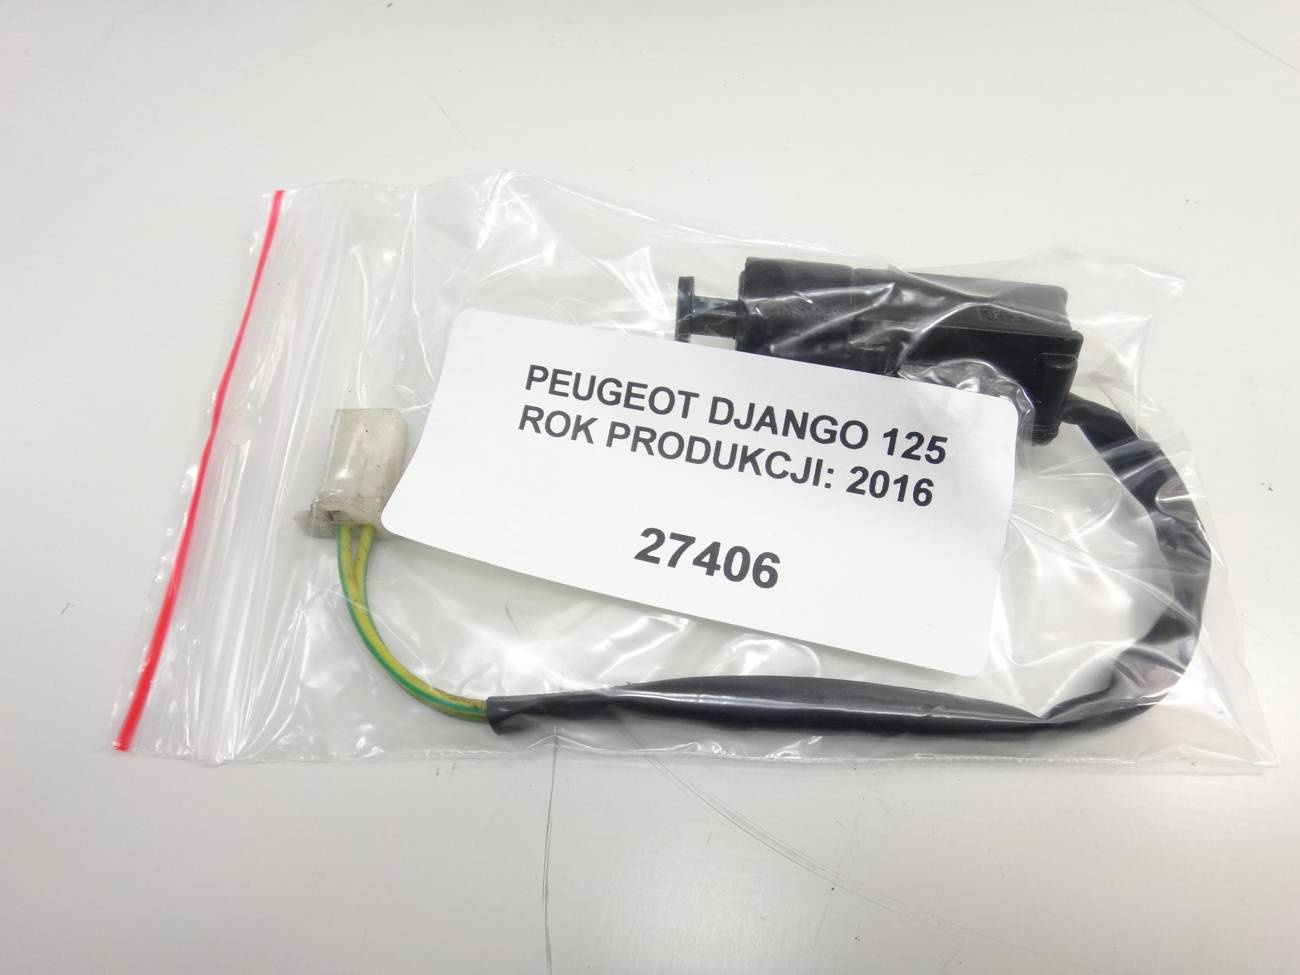 PEUGEOT DJANGO 125
ROK PRODUKCJI: 2016
27406